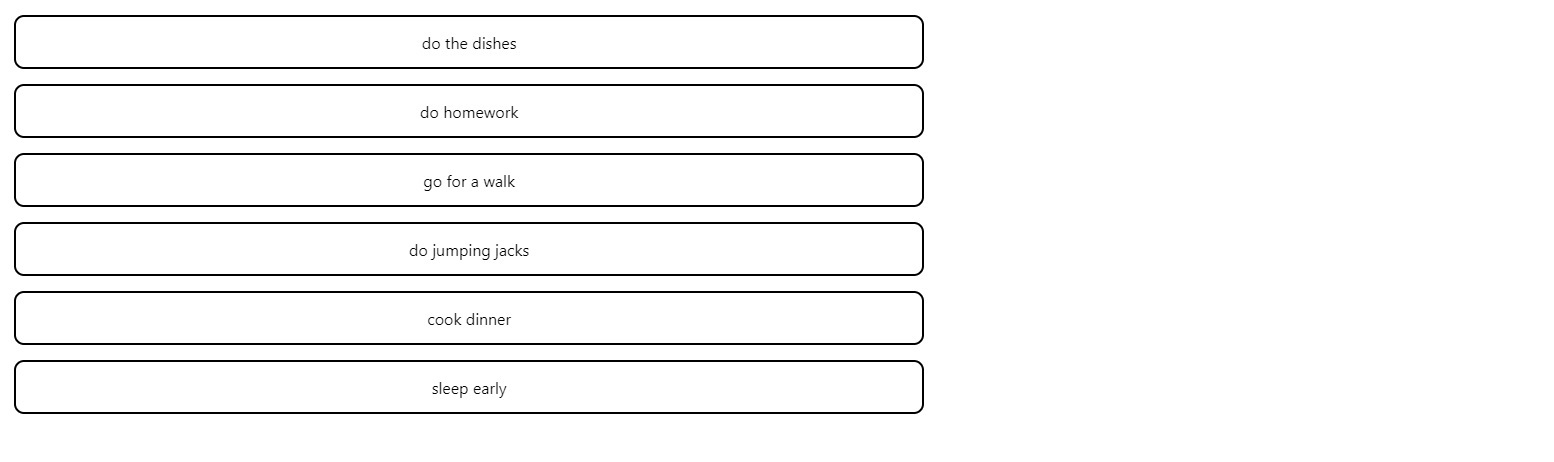 do the dishes
do homework
go for a walk
do jumping jacks
cook dinner
sleep early